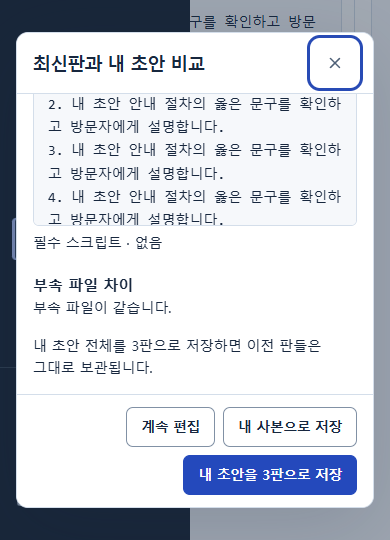 구를 확인하고 방문
최신판과 내 초안 비교
2. 내 초안 안내 절차의 옳은 문구를 확인하
고 방문자에게 설명합니다.
3. 내 초안 안내 절차의 옳은 문구를 확인하
고 방문자에게 설명합니다.
4. 내 초안 안내 절차의 옳은 문구를 확인하
고 방문자에게 설명합니다.
필수 스크립트 · 없음
부속 파일 차이
부속 파일이 같습니다.
내 초안 전체를 3판으로 저장하면 이전 판들은
그대로 보관됩니다.
계속 편집
내 사본으로 저장
내 초안을 3판으로 저장